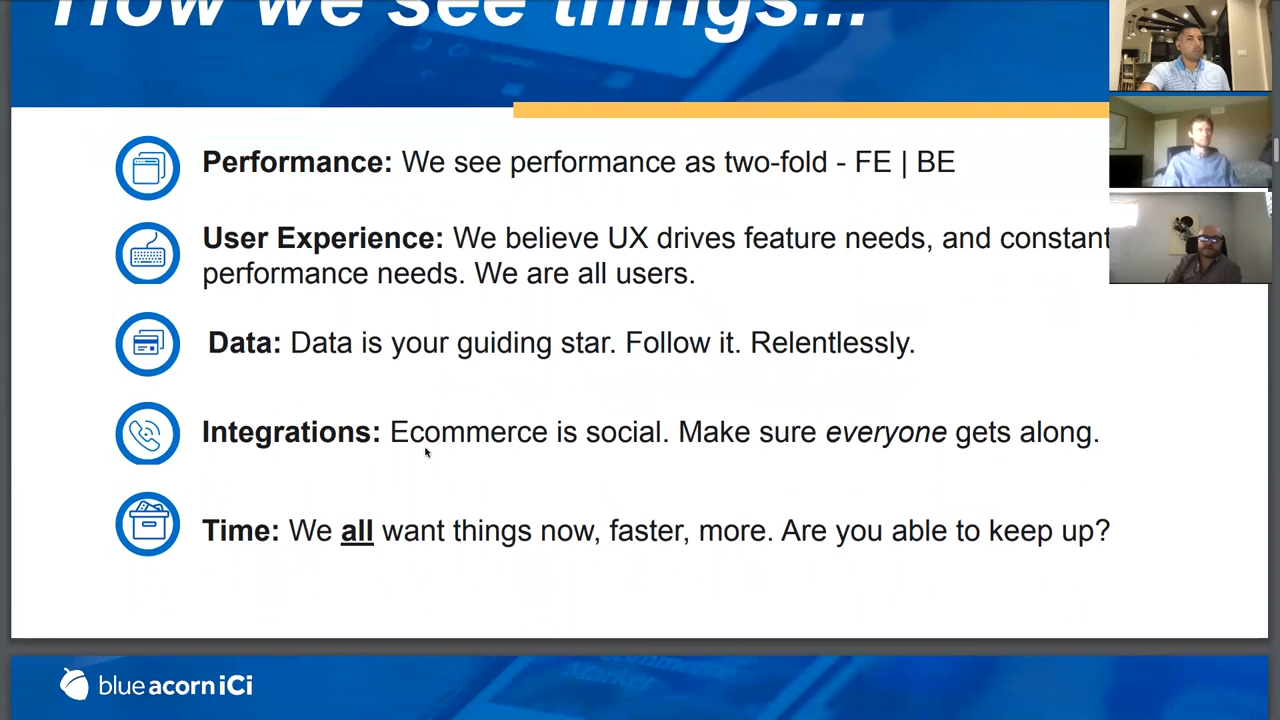 How we see things...
Performance: We see performance as two-fold - FE | BE
User Experience: We believe UX drives feature needs, and constant
performance needs. We are all users.
Data: Data is your guiding star. Follow it. Relentlessly.
Integrations: Ecommerce is social. Make sure everyone gets along.
Time: We all want things now, faster, more. Are you able to keep up?
blue acorn iCi
Market